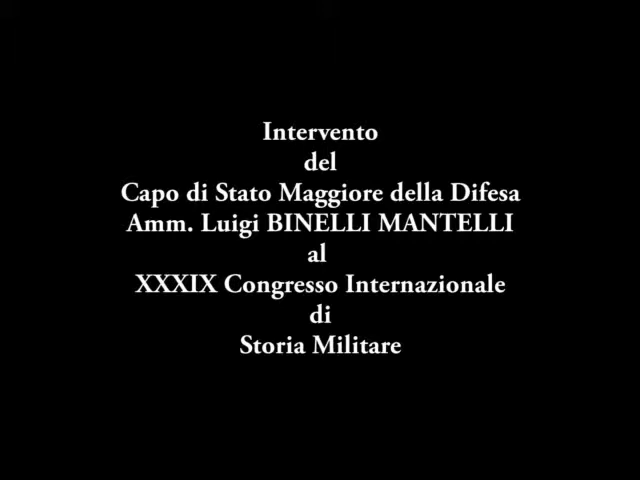 Intervento
del
Capo di Stato Maggiore della Difesa
Amm. Luigi BINELLI MANTELLI
al
XXXIX Congresso Internazionale
di
Storia Militare